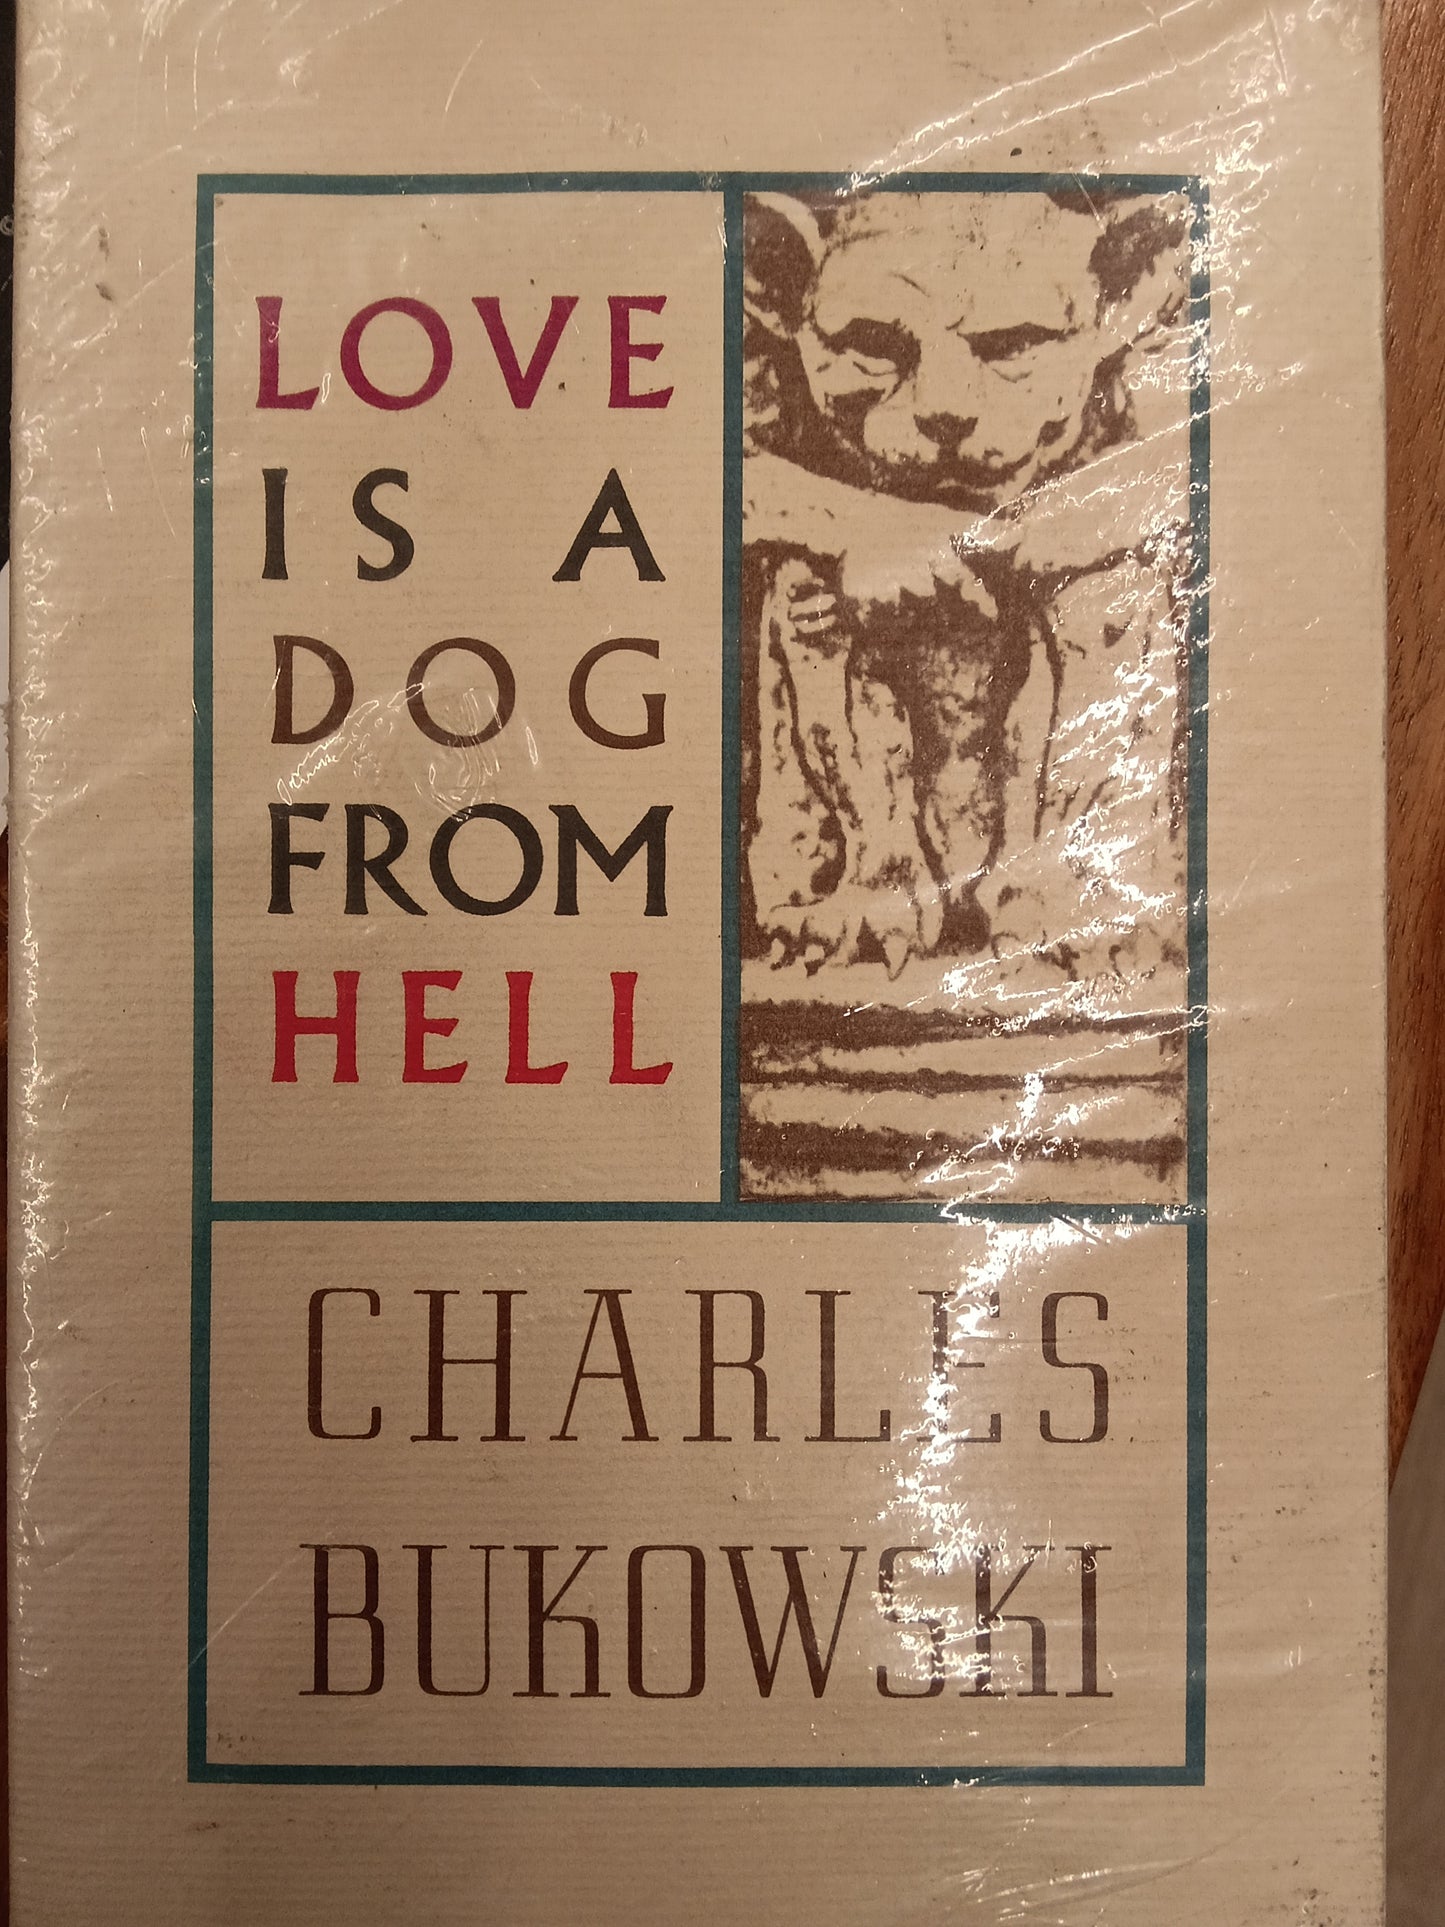 LOVE
IS A
DOG
FROM
HELL
CHARLES
BUKOWSKI